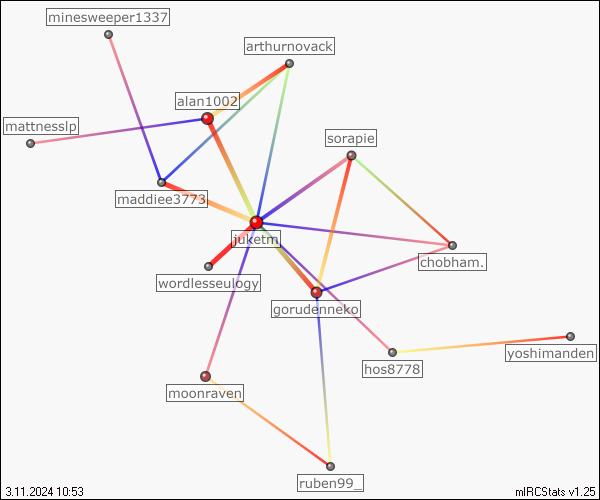 minesweeper1337
arthurnovack
alan1002
mattnesslp
sorapie
maddiee3773
juketm
chobham.
wordlesseulogy
gorudenneko
yoshimanden
hos8778
moonraven
ruben99_
3.11.2024 10:53
mIRCStats v1.25